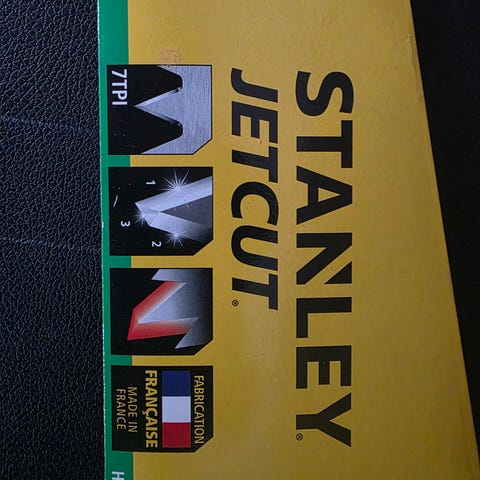 STANLEY®
JETCUT®
7TPI
1
2
3
FABRICATION
FRANÇAISE
MADE IN
FRANCE
H